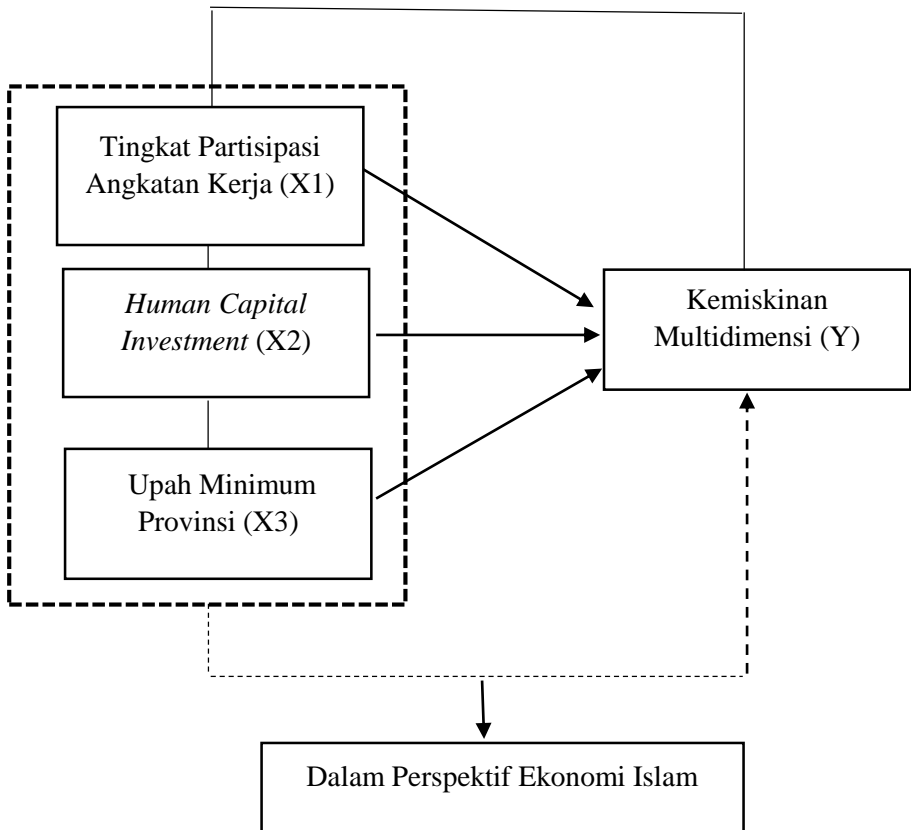 Tingkat Partisipasi
Angkatan Kerja (X1)
Human Capital
Investment (X2)
Upah Minimum
Provinsi (X3)
Kemiskinan
Multidimensi (Y)
Dalam Perspektif Ekonomi Islam